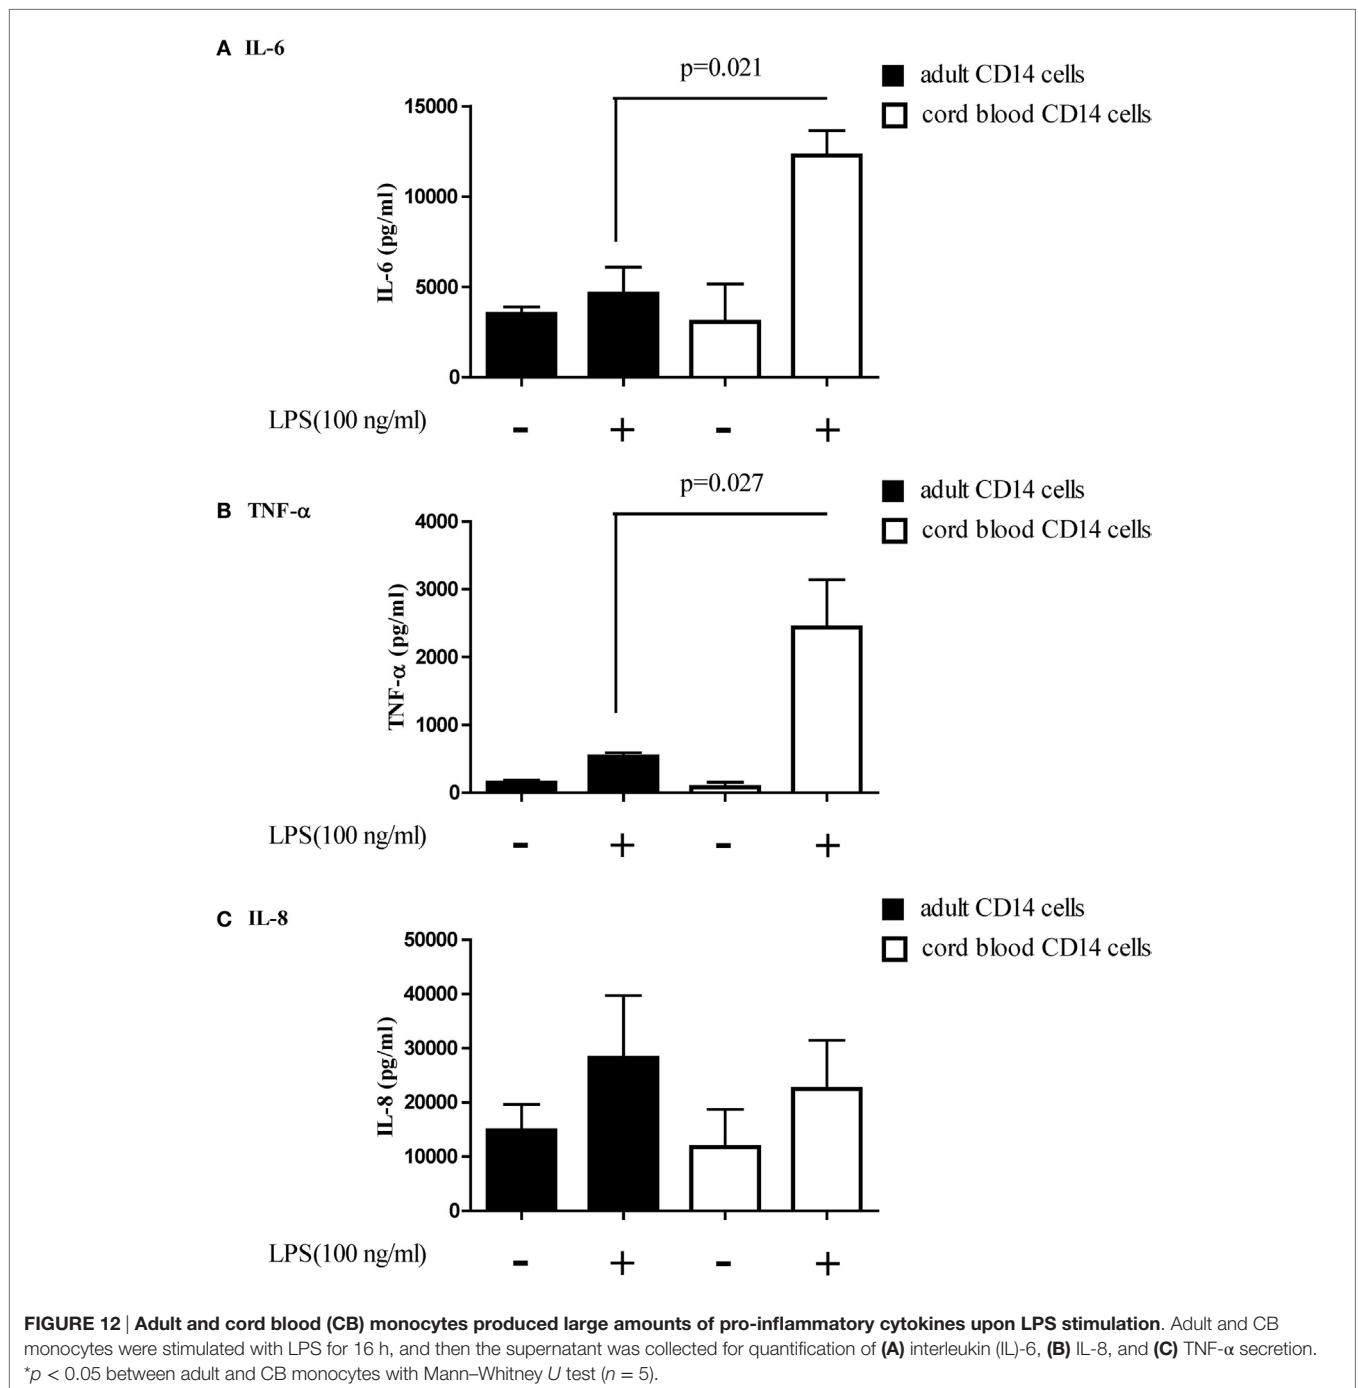 A IL-6
p=0.021
adult CD14 cells
cord blood CD14 cells
15000
10000
5000
0
IL-6 (pg/ml)
LPS(100 ng/ml)
- + - +
B TNF-α
p=0.027
adult CD14 cells
cord blood CD14 cells
4000
3000
2000
1000
0
TNF-α (pg/ml)
LPS(100 ng/ml)
- + - +
C IL-8
adult CD14 cells
cord blood CD14 cells
50000
40000
30000
20000
10000
0
IL-8 (pg/ml)
LPS(100 ng/ml)
- + - +
FIGURE 12 | Adult and cord blood (CB) monocytes produced large amounts of pro-inflammatory cytokines upon LPS stimulation. Adult and CB
monocytes were stimulated with LPS for 16 h, and then the supernatant was collected for quantification of (A) interleukin (IL)-6, (B) IL-8, and (C) TNF-α secretion.
*p < 0.05 between adult and CB monocytes with Mann–Whitney U test (n = 5).